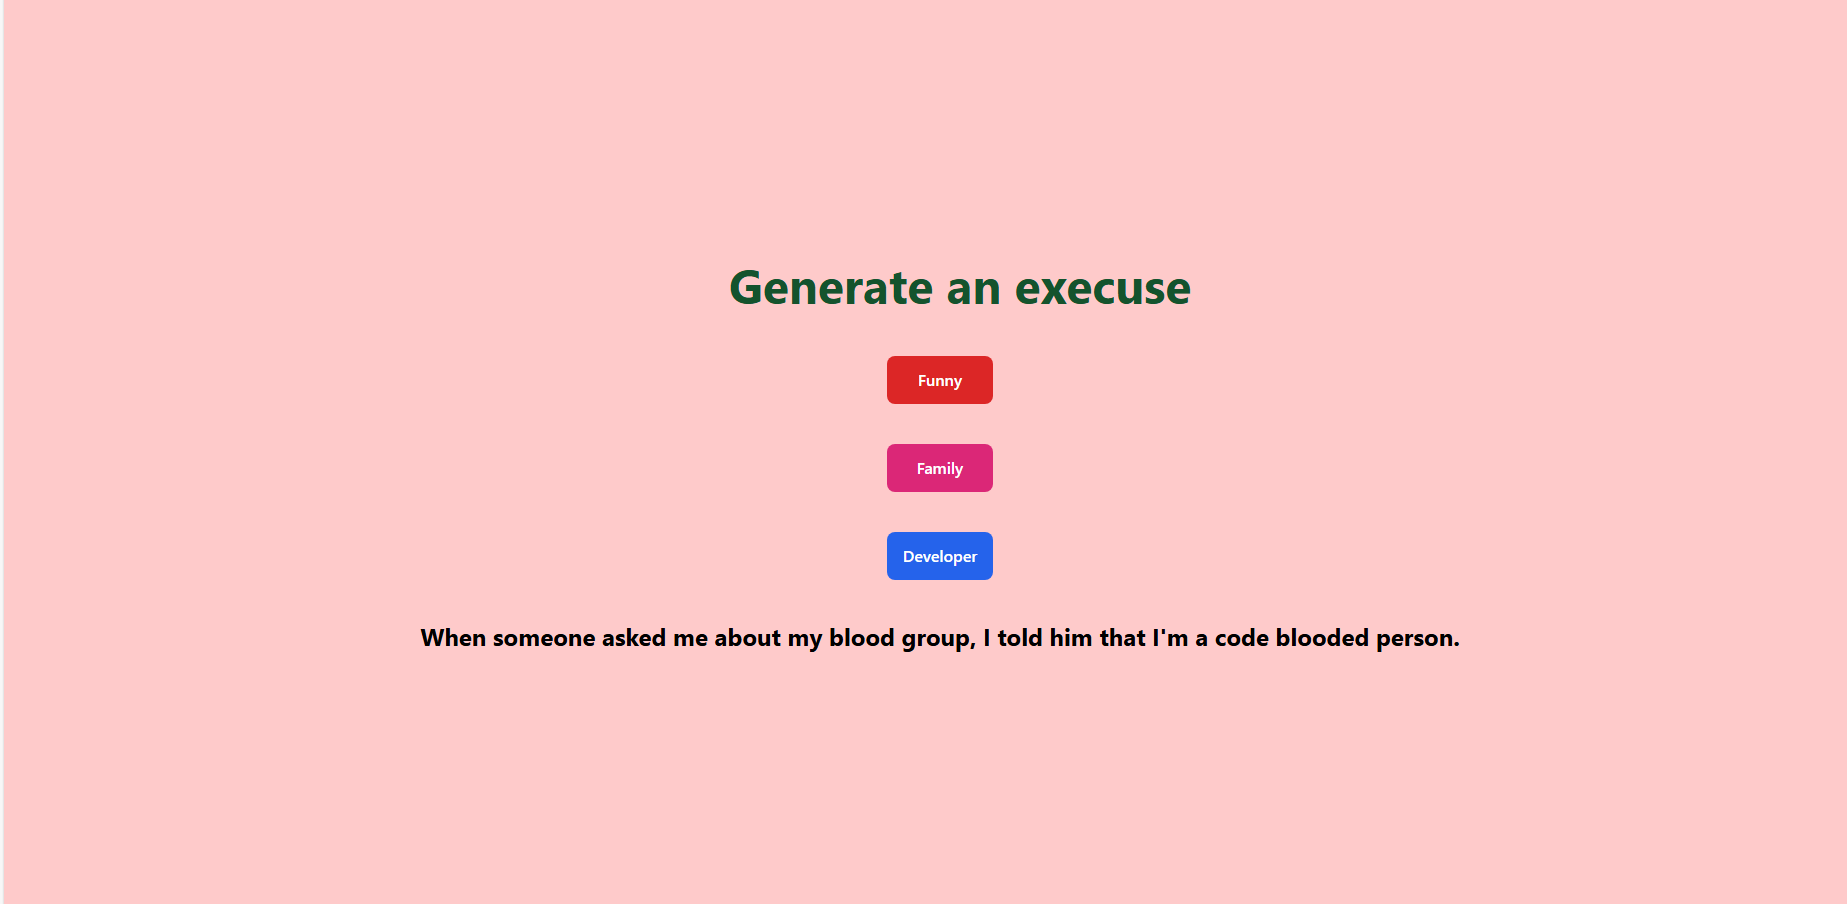 Generate an execuse
Funny
Family
Developer
When someone asked me about my blood group, I told him that I'm a code blooded person.